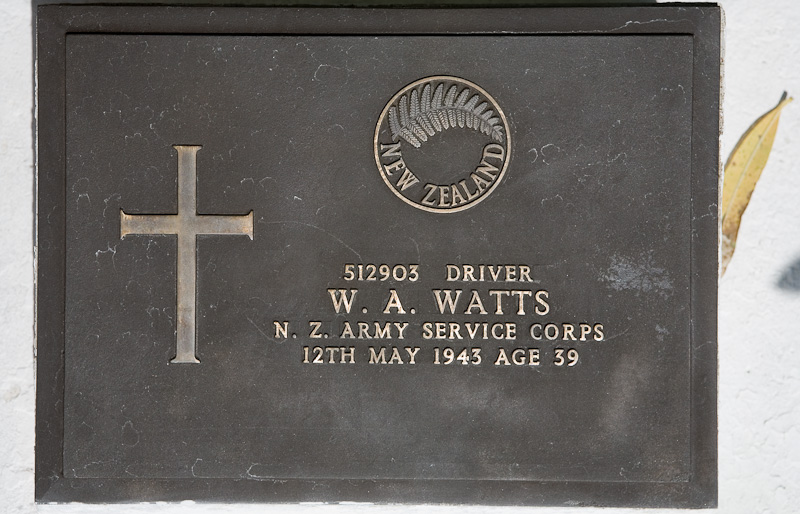 NEW ZEALAND
512903 DRIVER
W. A. WATTS
N. Z. ARMY SERVICE CORPS
12TH MAY 1943 AGE 39